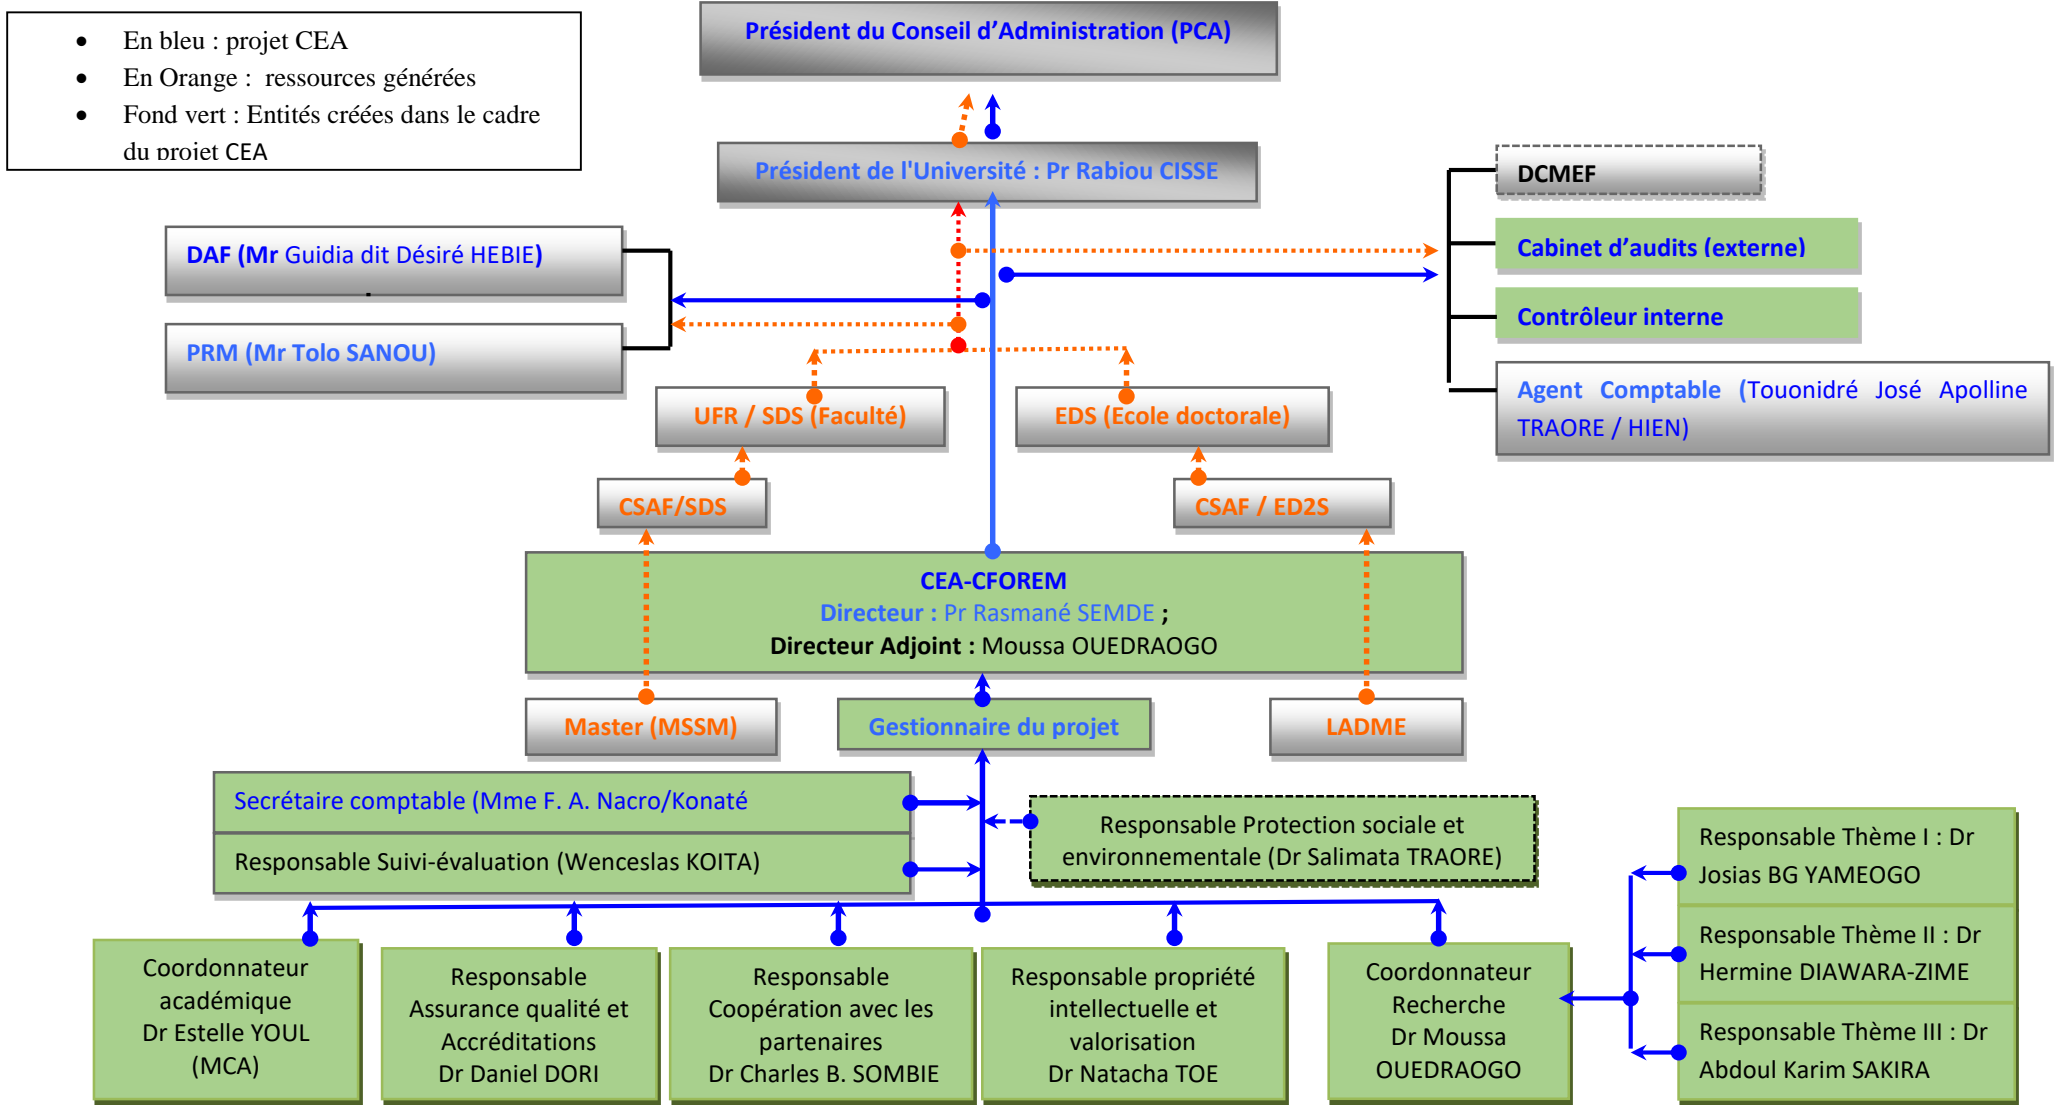 • En bleu : projet CEA
• En Orange : ressources générées
• Fond vert : Entités créées dans le cadre
du projet CEA
Président du Conseil d'Administration (PCA)
Président de l'Université : Pr Rabiou CISSE
DCMEF
Cabinet d'audits (externe)
Contrôleur interne
Agent Comptable (Touonidré José Apolline
TRAORE / HIEN)
DAF (Mr Guidia dit Désiré HEBIE)
.
PRM (Mr Tolo SANOU)
UFR / SDS (Faculté)
EDS (Ecole doctorale)
CSAF/SDS
CSAF / ED2S
CEA-CFOREM
Directeur : Pr Rasmané SEMDE ;
Directeur Adjoint : Moussa OUEDRAOGO
Master (MSSM)
Gestionnaire du projet
LADME
Secrétaire comptable (Mme F. A. Nacro/Konaté
Responsable Suivi-évaluation (Wenceslas KOITA)
Responsable Protection sociale et
environnementale (Dr Salimata TRAORE)
Responsable Thème I : Dr
Josias BG YAMEOGO
Responsable Thème II : Dr
Hermine DIAWARA-ZIME
Responsable Thème III : Dr
Abdoul Karim SAKIRA
Coordonnateur
académique
Dr Estelle YOUL
(MCA)
Responsable
Assurance qualité et
Accréditations
Dr Daniel DORI
Responsable
Coopération avec les
partenaires
Dr Charles B. SOMBIE
Responsable propriété
intellectuelle et
valorisation
Dr Natacha TOE
Coordonnateur
Recherche
Dr Moussa
OUEDRAOGO